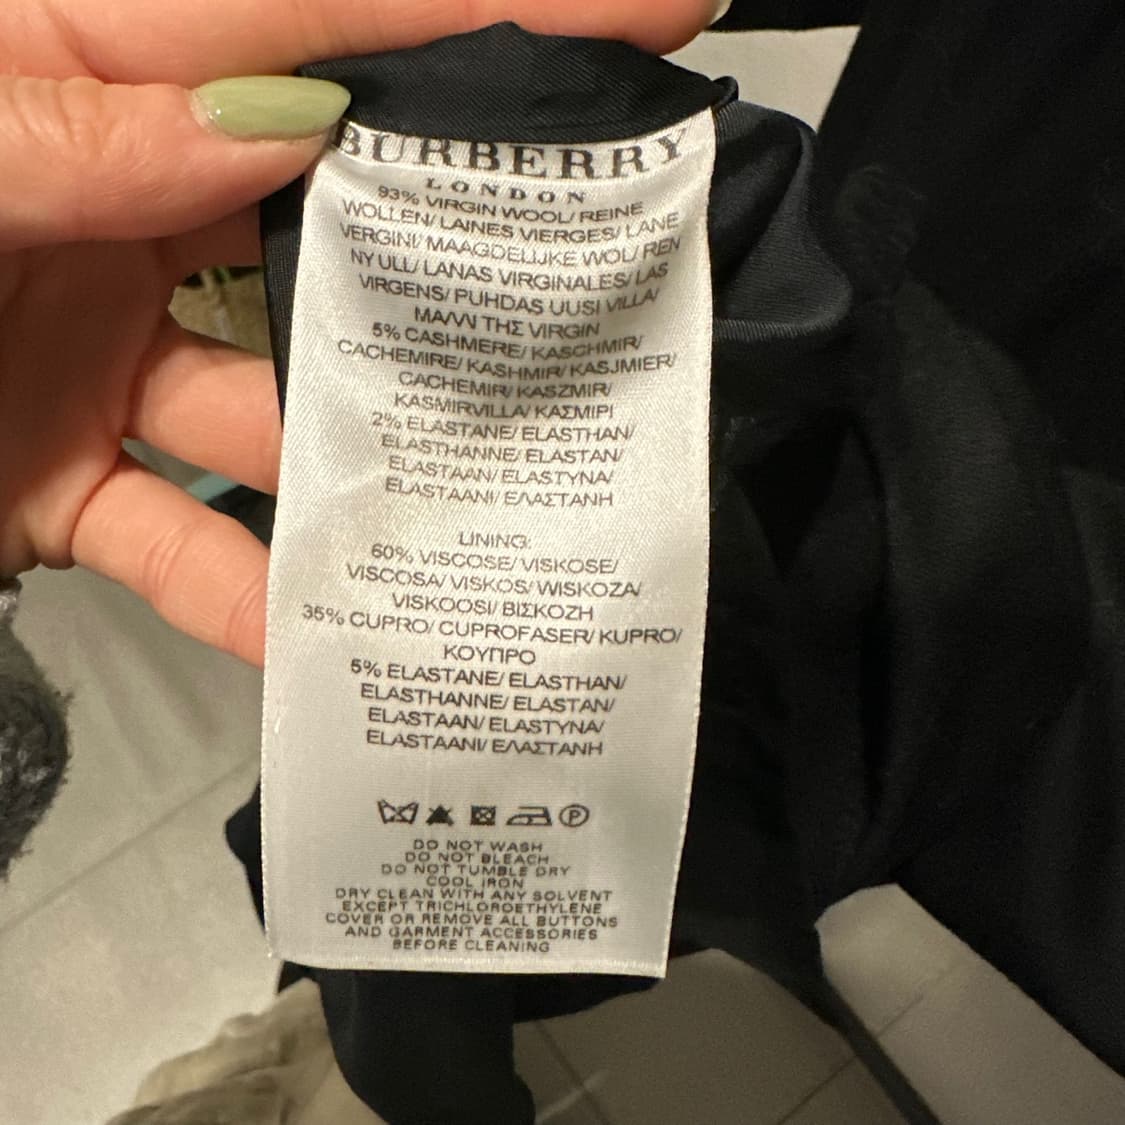 BURBERRY
LONDON
93% VIRGIN WOOL/ REINE
WOLLEN/ LAINES VIERGES/ LANE
VERGINI/ MAAGDELIJKE WOL/ REN
NY ULL/ LANAS VIRGINALES/ LAS
VIRGENS/ PUHDAS UUSI VILLA/
ΜΑΛΛΙ ΤΗΣ VIRGIN
5% CASHMERE/ KASCHMIR/
CACHEMIRE/ KASHMIR/ KASJMIER/
CACHEMIR/ KASZMIR/
KASMIRVILLA/ ΚΑΣΜΙΡΙ
2% ELASTANE/ ELASTHAN/
ELASTHANNE/ ELASTAN/
ELASTAAN/ ELASTYNA/
ELASTAANI/ ΕΛΑΣΤΑΝΗ
LINING:
60% VISCOSE/ VISKOSE/
VISCOSA/ VISKOS/ WISKOZA/
VISKOOSI/ ΒΙΣΚΟΖΗ
35% CUPRO/ CUPROFASER/ KUPRO/
ΚΟΥΠΡΟ
5% ELASTANE/ ELASTHAN/
ELASTHANNE/ ELASTAN/
ELASTAAN/ ELASTYNA/
ELASTAANI/ ΕΛΑΣΤΑΝΗ
P
DO NOT WASH
DO NOT BLEACH
DO NOT TUMBLE DRY
COOL IRON
DRY CLEAN WITH ANY SOLVENT
EXCEPT TRICHLOROETHYLENE
COVER OR REMOVE ALL BUTTONS
AND GARMENT ACCESSORIES
BEFORE CLEANING